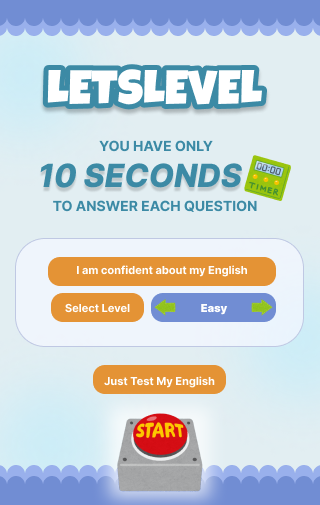 LETSLEVEL
YOU HAVE ONLY
10 SECONDS
00:00
TIMER
TO ANSWER EACH QUESTION
I am confident about my English
Select Level
Easy
Just Test My English
START